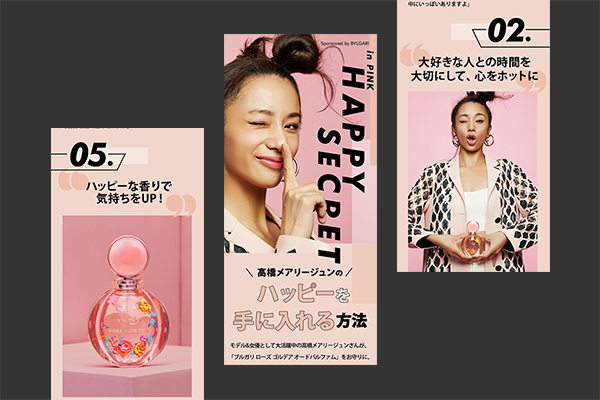 05.
ハッピーな香りで
気持ちをUP!
Sponsored by BVLGARI
in PINK
HAPPY
SECRET
\ 高橋メアリージュンの /
ハッピーを
手に入れる方法
モデル&女優として大活躍中の高橋メアリージュンさんが、
「ブルガリ ローズ ゴルデア オードパルファム」をお守りに、
中にいっぱいありますよ」
02.
大好きな人との時間を
大切にして、心をホットに